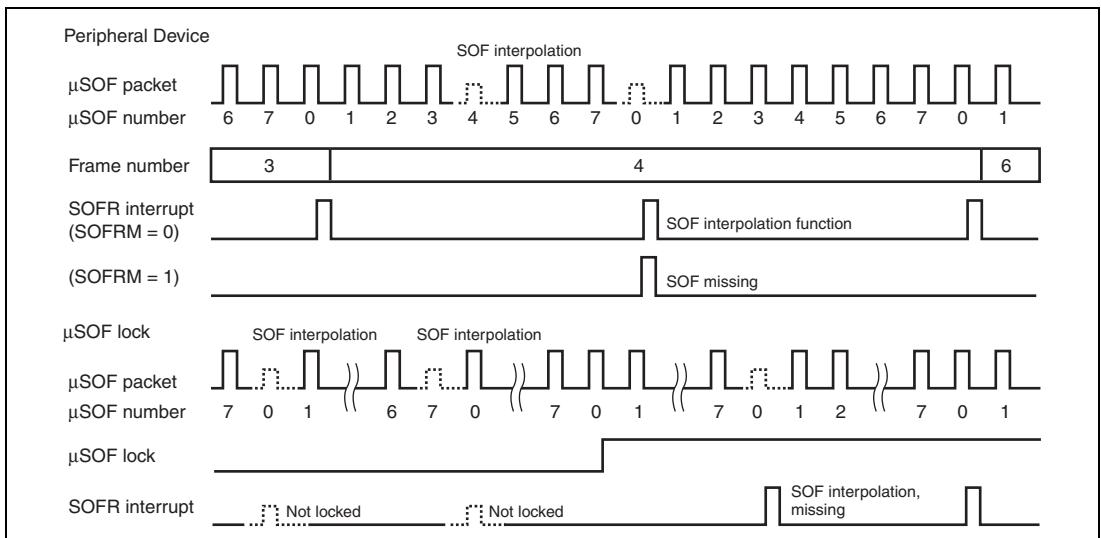 Peripheral Device
SOF interpolation
μSOF packet
μSOF number 6 7 0 1 2 3 4 5 6 7 0 1 2 3 4 5 6 7 0 1
Frame number 3 4 6
SOFR interrupt
(SOFRM = 0) SOF interpolation function
(SOFRM = 1) SOF missing
μSOF lock SOF interpolation SOF interpolation
μSOF packet
μSOF number 7 0 1 6 7 0 7 0 1 7 0 1 2 7 0 1
μSOF lock
SOFR interrupt Not locked Not locked SOF interpolation,
missing